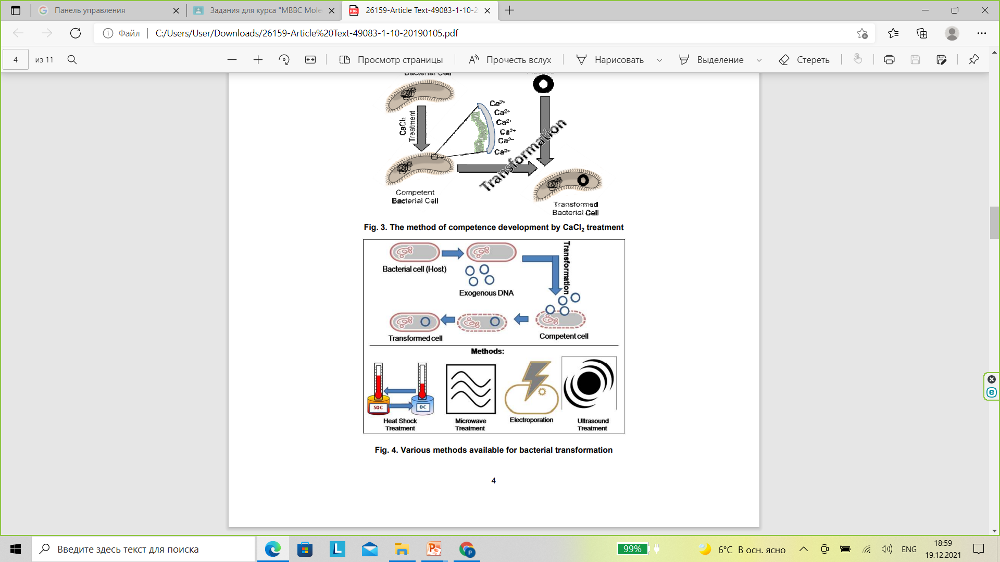 Панель управления
Задания для курса "MBBC Mole
26159-Article Text-49083-1-10-2
Файл
C:/Users/User/Downloads/26159-Article%20Text-49083-1-10-20190105.pdf
4 из 11
Просмотр страницы
Прочесть вслух
Нарисовать
Выделение
Стереть
Bacterial Cell
CaCl₂
Treatment
Ca²⁺
Ca²⁺
Ca²⁺
Ca²⁺
Ca²⁺
Ca²⁺
Transformation
Competent
Bacterial Cell
Transformed
Bacterial Cell
Fig. 3. The method of competence development by CaCl₂ treatment
Bacterial cell (Host)
Exogenous DNA
Transformation
Transformed cell
Competent cell
Methods:
50C
0C
Heat Shock
Treatment
Microwave
Treatment
Electroporation
Ultrasound
Treatment
Fig. 4. Various methods available for bacterial transformation
4
Введите здесь текст для поиска
99%
6°C В осн. ясно
ENG
18:59
19.12.2021